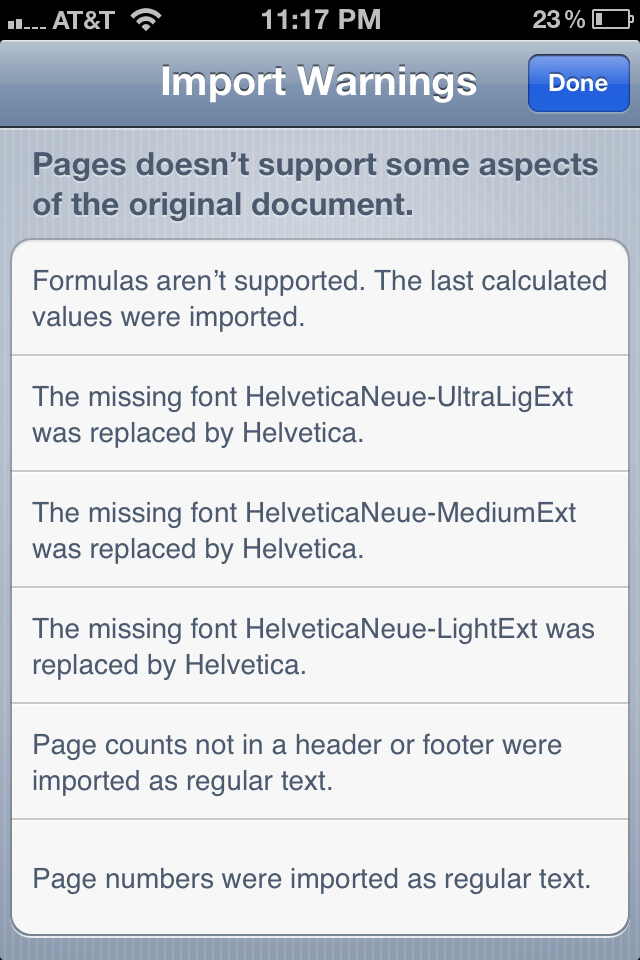 AT&T 11:17 PM 23%
Import Warnings Done
Pages doesn’t support some aspects
of the original document.
Formulas aren’t supported. The last calculated
values were imported.
The missing font HelveticaNeue-UltraLigExt
was replaced by Helvetica.
The missing font HelveticaNeue-MediumExt
was replaced by Helvetica.
The missing font HelveticaNeue-LightExt was
replaced by Helvetica.
Page counts not in a header or footer were
imported as regular text.
Page numbers were imported as regular text.